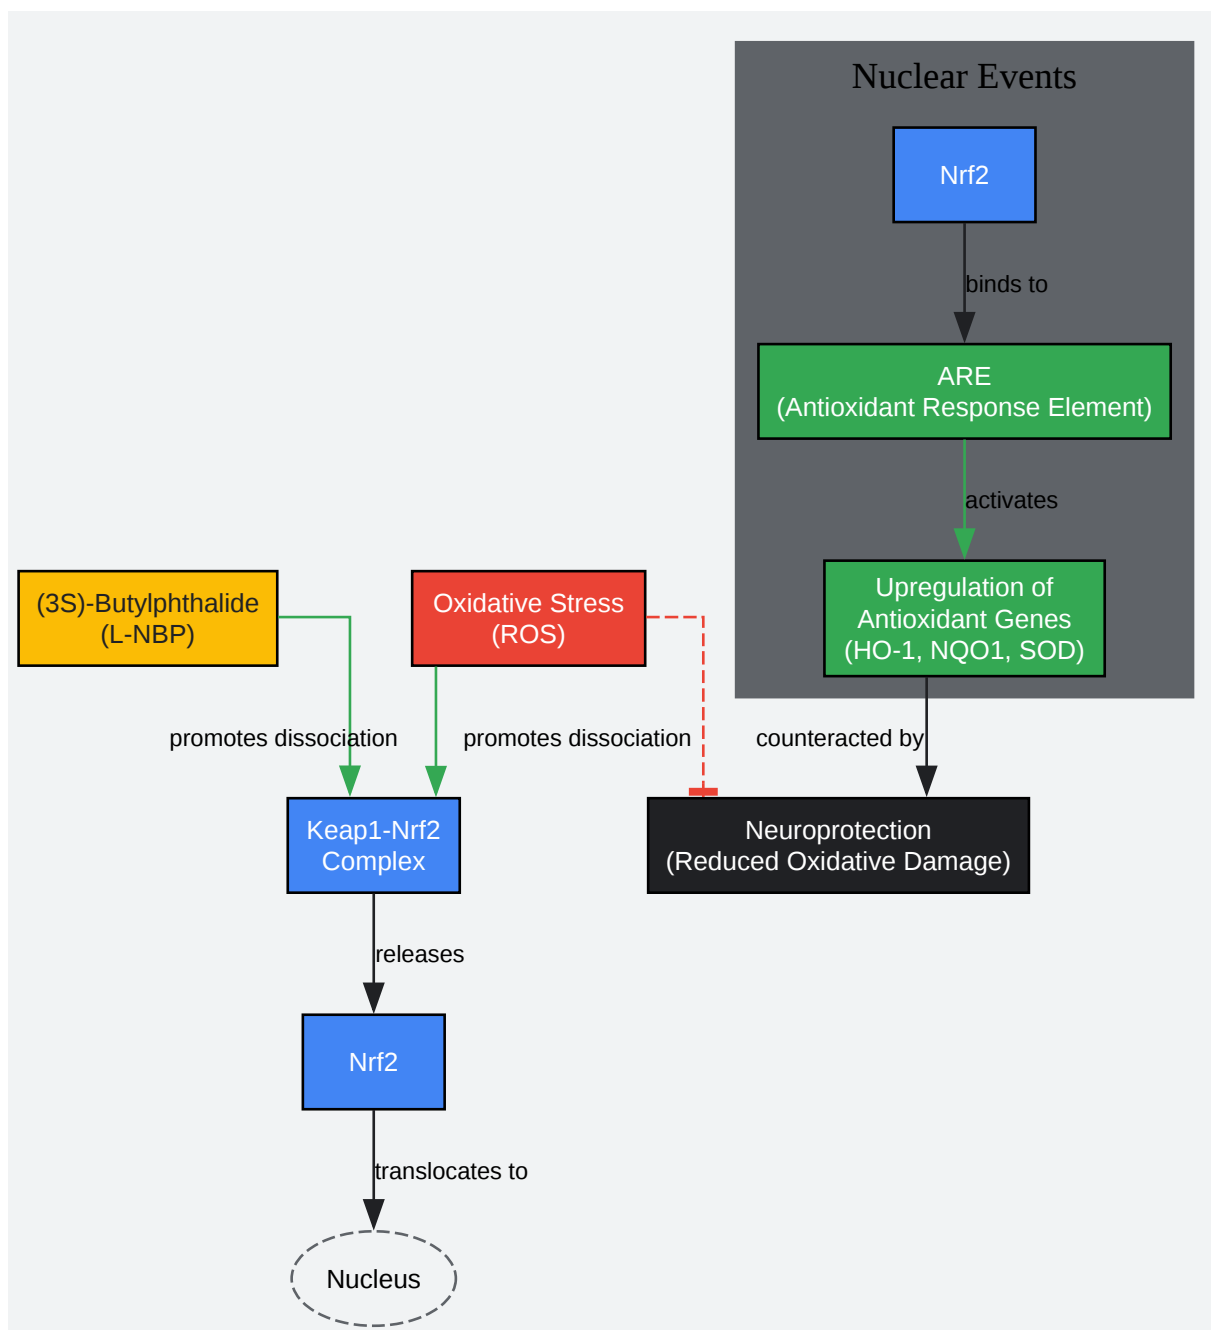 Nuclear Events
Nrf2
binds to
ARE
(Antioxidant Response Element)
activates
Upregulation of
Antioxidant Genes
(HO-1, NQO1, SOD)
(3S)-Butylphthalide
(L-NBP)
Oxidative Stress
(ROS)
promotes dissociation
promotes dissociation
counteracted by
Keap1-Nrf2
Complex
Neuroprotection
(Reduced Oxidative Damage)
releases
Nrf2
translocates to
Nucleus